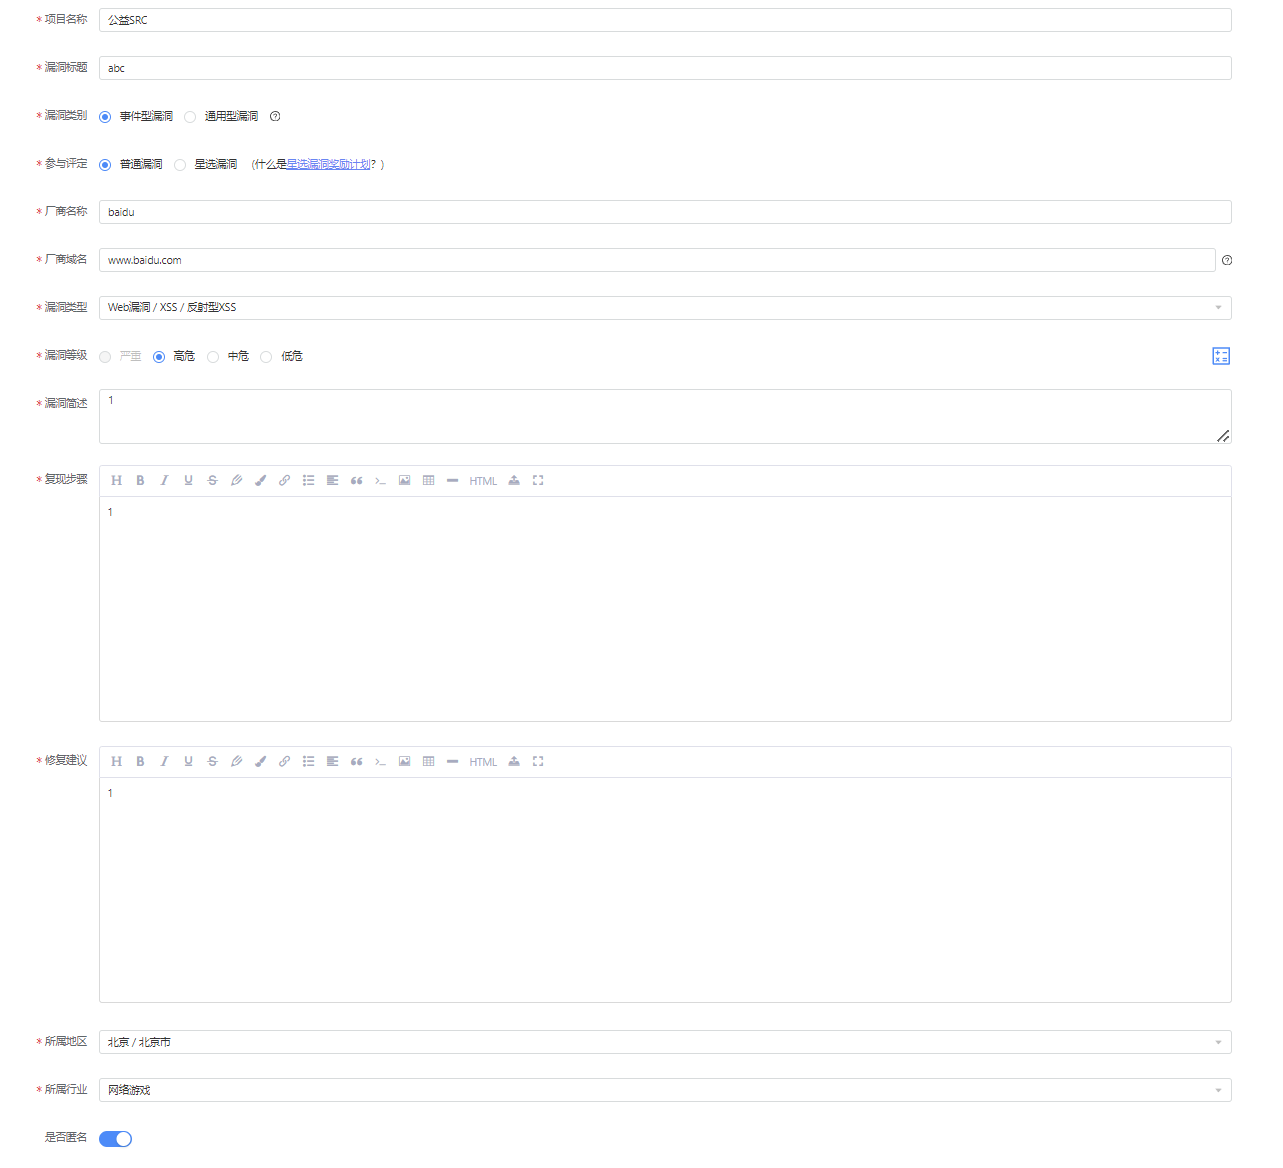 * 项目名称 公益SRC
* 漏洞标题 abc
* 漏洞类别 事件型漏洞 通用型漏洞
* 参与评定 普通漏洞 星选漏洞 (什么是星选漏洞奖励计划? )
* 厂商名称 baidu
* 厂商域名 www.baidu.com
* 漏洞类型 Web漏洞 / XSS / 反射型XSS
* 漏洞等级 严重 高危 中危 低危
* 漏洞简述 1
* 复现步骤 H B I U S HTML
1
* 修复建议 H B I U S HTML
1
* 所属地区 北京 / 北京市
* 所属行业 网络游戏
是否匿名